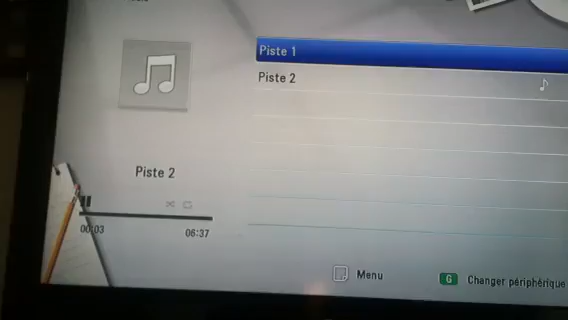 Piste 1
Piste 2
Piste 2
00:03 06:37
Menu
G Changer périphérique